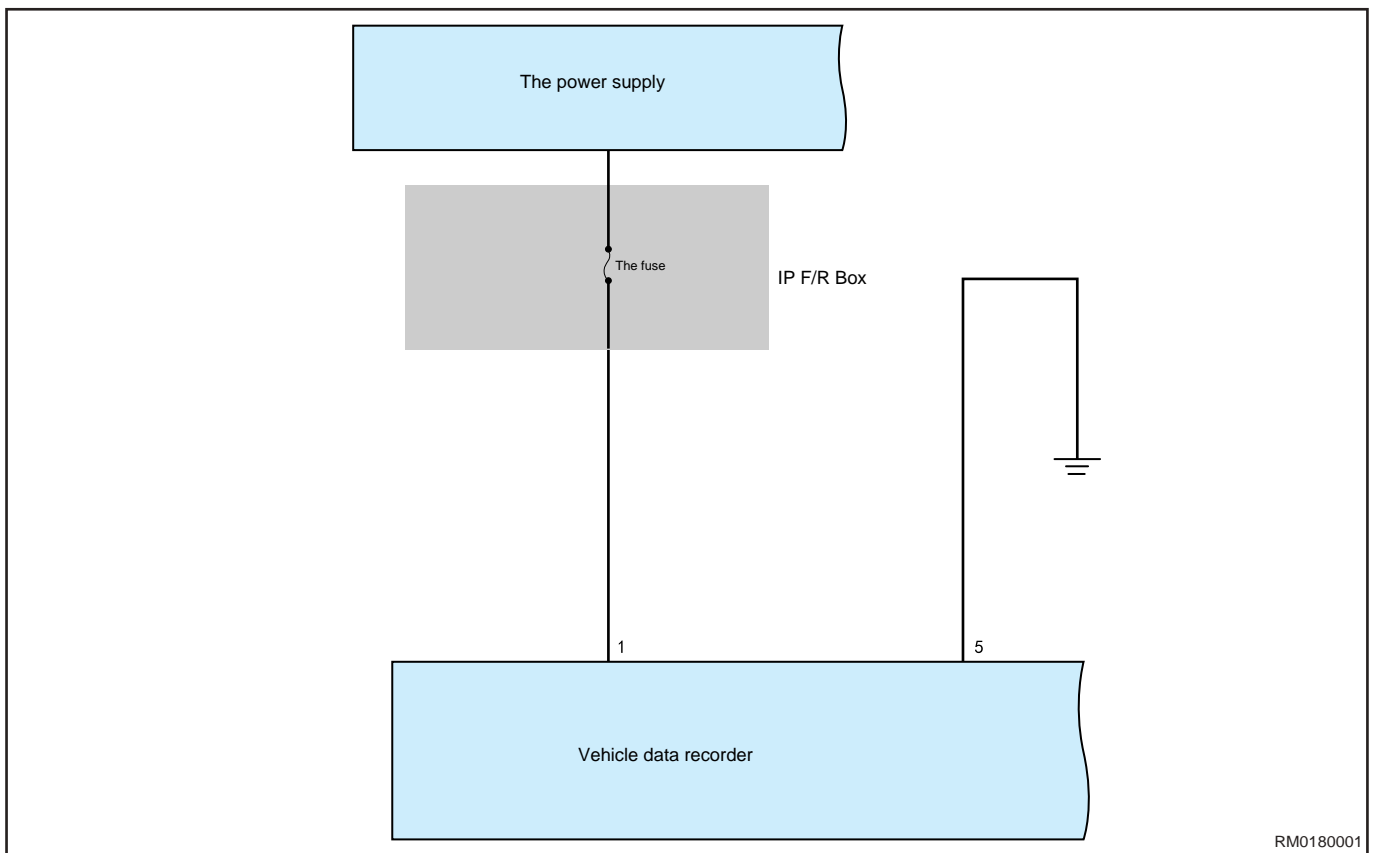 The power supply
The fuse
IP F/R Box
1
5
Vehicle data recorder
RM0180001